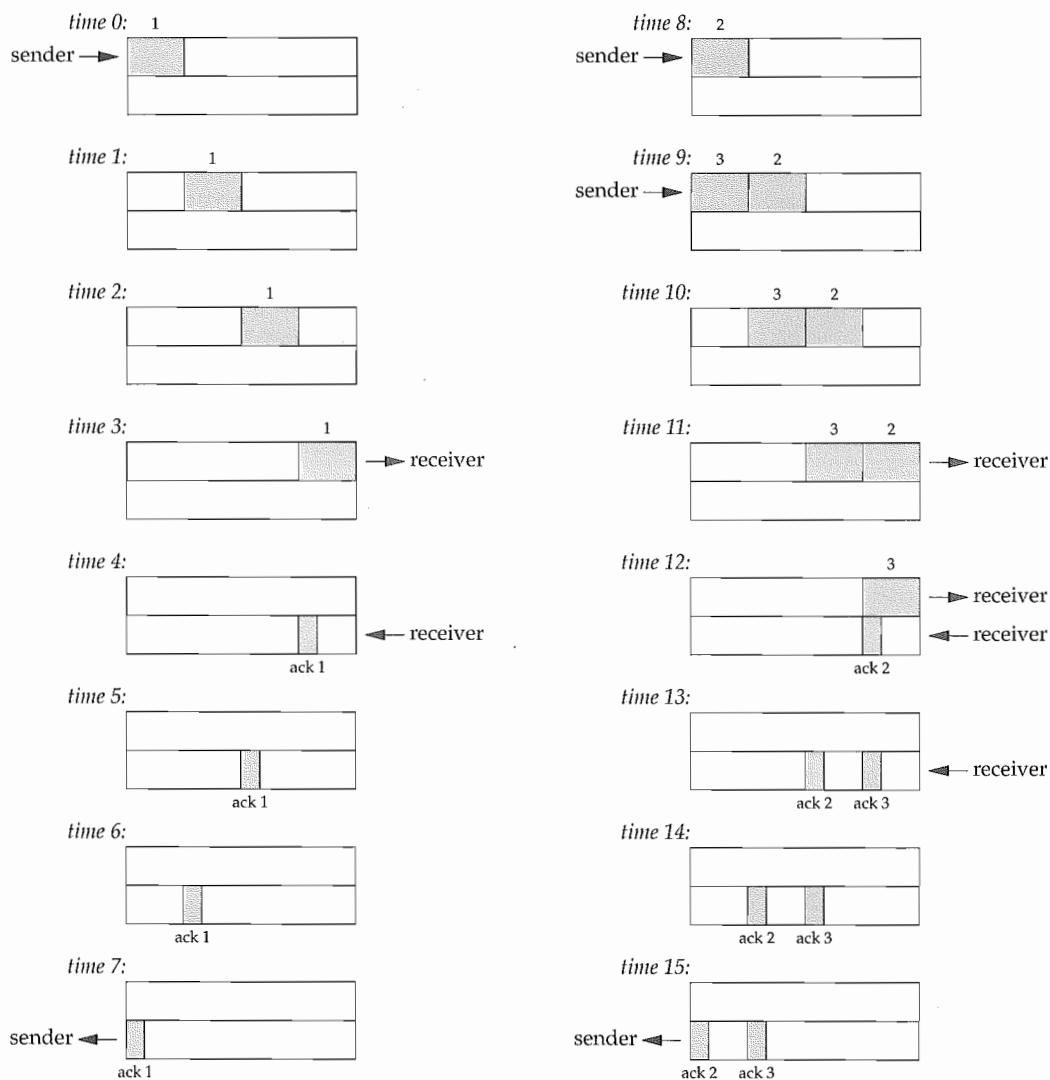 time 0: 1
sender
time 1: 1
time 2: 1
time 3: 1
receiver
time 4:
receiver
ack 1
time 5:
ack 1
time 6:
ack 1
time 7:
sender
ack 1
time 8: 2
sender
time 9: 3 2
sender
time 10: 3 2
time 11: 3 2
receiver
time 12: 3
receiver
receiver
ack 2
time 13:
receiver
ack 2 ack 3
time 14:
ack 2 ack 3
time 15:
sender
ack 2 ack 3